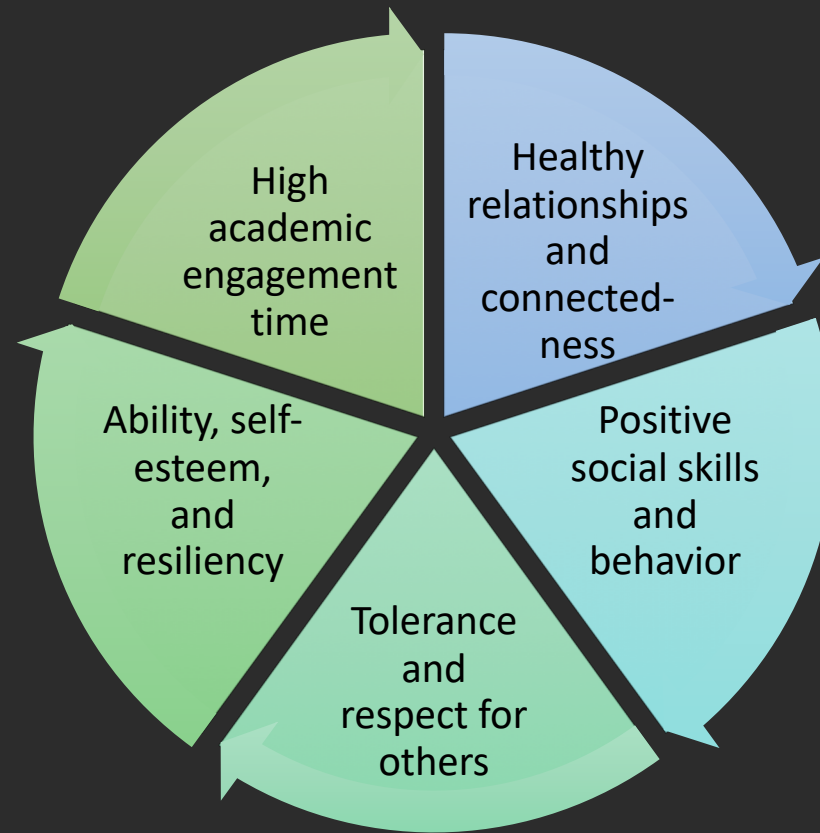 Healthy
relationships
and
connected-
ness
Positive
social skills
and
behavior
Tolerance
and
respect for
others
Ability, self-
esteem,
and
resiliency
High
academic
engagement
time